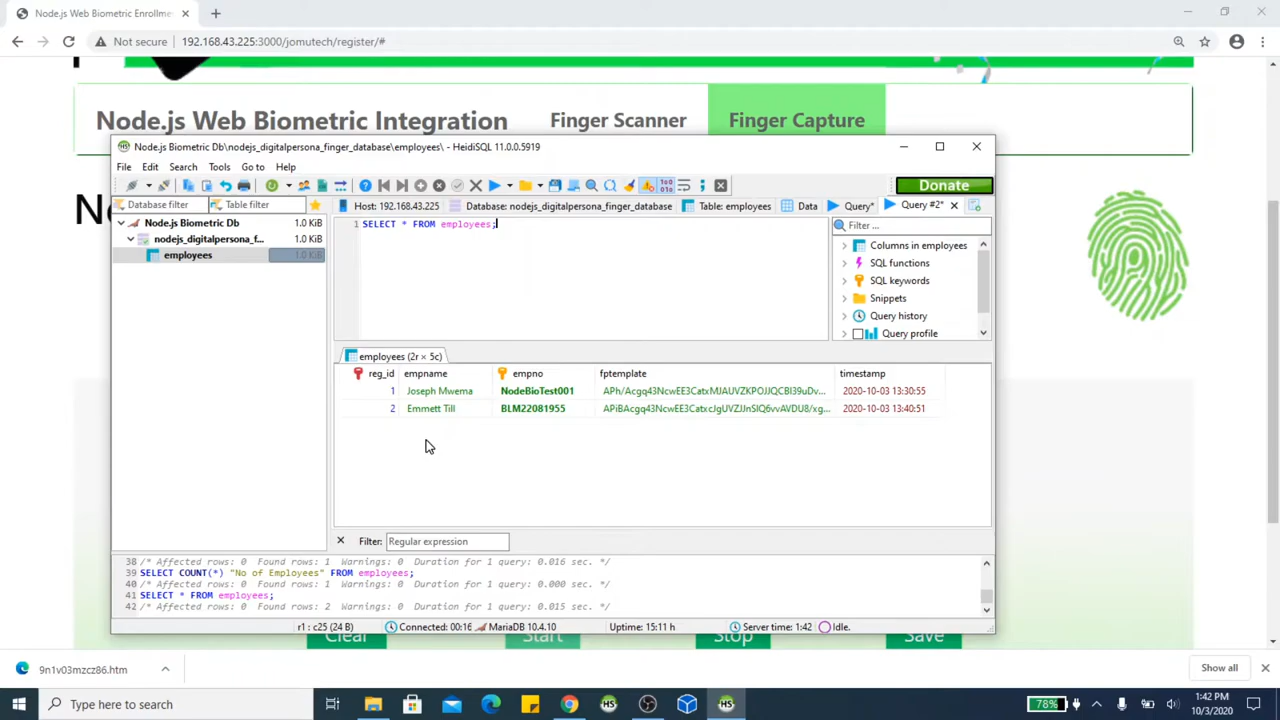 Node.js Web Biometric Enrollme
Not secure 192.168.43.225:3000/jomutech/register/#
Node.js Web Biometric Integration Finger Scanner Finger Capture
Node.js Biometric Db\nodejs_digitalpersona_finger_database\employees\ - HeidiSQL 11.0.0.5919
File Edit Search Tools Go to Help
Donate
Database filter Table filter Host: 192.168.43.225 Database: nodejs_digitalpersona_finger_database Table: employees Data Query* Query #2*
Node.js Biometric Db 1.0 KiB
nodejs_digitalpersona_f... 1.0 KiB
employees 1.0 KiB
1 SELECT * FROM employees;
Filter ...
Columns in employees
SQL functions
SQL keywords
Snippets
Query history
Query profile
employees (2r × 5c)
reg_id empname empno fptemplate timestamp
1 Joseph Mwema NodeBioTest001 2020-10-03 13:30:55
2 Emmett Till BLM22081955 2020-10-03 13:40:51
Filter: Regular expression
38 /* Affected rows: 0 Found rows: 1 Warnings: 0 Duration for 1 query: 0.016 sec. */
39 SELECT COUNT(*) "No of Employees" FROM employees;
40 /* Affected rows: 0 Found rows: 1 Warnings: 0 Duration for 1 query: 0.000 sec. */
41 SELECT * FROM employees;
42 /* Affected rows: 0 Found rows: 2 Warnings: 0 Duration for 1 query: 0.015 sec. */
r1 : c25 (24 B) Connected: 00:16 MariaDB 10.4.10 Uptime: 15:11 h Server time: 1:42 Idle.
Clear Start Stop Save
9n1v03mzcz86.htm Show all
Type here to search
78%
1:42 PM
10/3/2020